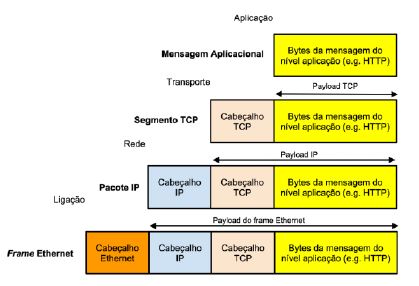 Aplicação
Mensagem Aplicacional
Bytes da mensagem do
nível aplicação (e.g. HTTP)
Transporte
Payload TCP
Segmento TCP
Cabeçalho
TCP
Bytes da mensagem do
nível aplicação (e.g. HTTP)
Rede
Payload IP
Pacote IP
Cabeçalho
IP
Cabeçalho
TCP
Bytes da mensagem do
nível aplicação (e.g. HTTP)
Ligação
Payload do frame Ethernet
Frame Ethernet
Cabeçalho
Ethernet
Cabeçalho
IP
Cabeçalho
TCP
Bytes da mensagem do
nível aplicação (e.g. HTTP)